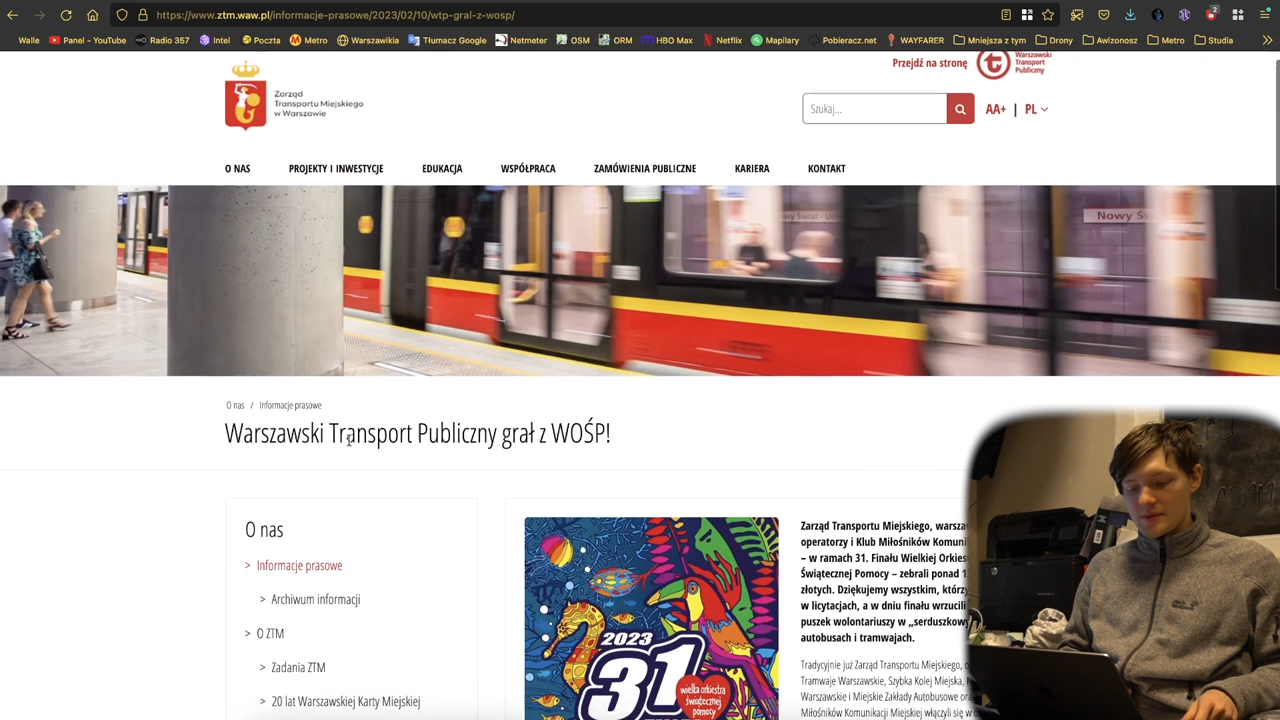 https://www.ztm.waw.pl/informacje-prasowe/2023/02/10/wtp-gral-z-wosp/
2
Walle Panel - YouTube Radio 357 Intel Poczta Metro Warszawikia Tłumacz Google Netmeter OSM ORM HBO Max Netflix Mapilary Pobieracz.net WAYFARER Mniejsza z tym Drony Awizonosz Metro Studia
Przejdź na stronę
Warszawski
Transport
Publiczny
Zarząd
Transportu Miejskiego
w Warszawie
Szukaj...
AA+ | PL
O NAS PROJEKTY I INWESTYCJE EDUKACJA WSPÓŁPRACA ZAMÓWIENIA PUBLICZNE KARIERA KONTAKT
Nowy Świ
O nas / Informacje prasowe
Warszawski Transport Publiczny grał z WOŚP!
O nas
> Informacje prasowe
> Archiwum informacji
> O ZTM
> Zadania ZTM
> 20 lat Warszawskiej Karty Miejskiej
2023
31
wielka orkiestra
świątecznej
pomocy
Zarząd Transportu Miejskiego,
operatorzy i Klub Miłośników
– w ramach 31. Finału Wielkiej
Świątecznej Pomocy – zebrali ponad
złotych. Dziękujemy wszystkim,
w licytacjach, a w dniu finału wrzucili
puszek wolontariuszy w
autobusach i tramwajach.
Tradycyjnie już Zarząd Transportu Miejskiego,
Tramwaje Warszawskie, Szybka Kolej Miejska,
Warszawskie i Miejskie Zakłady Autobusowe
Miłośników Komunikacji Miejskiej włączyli się w